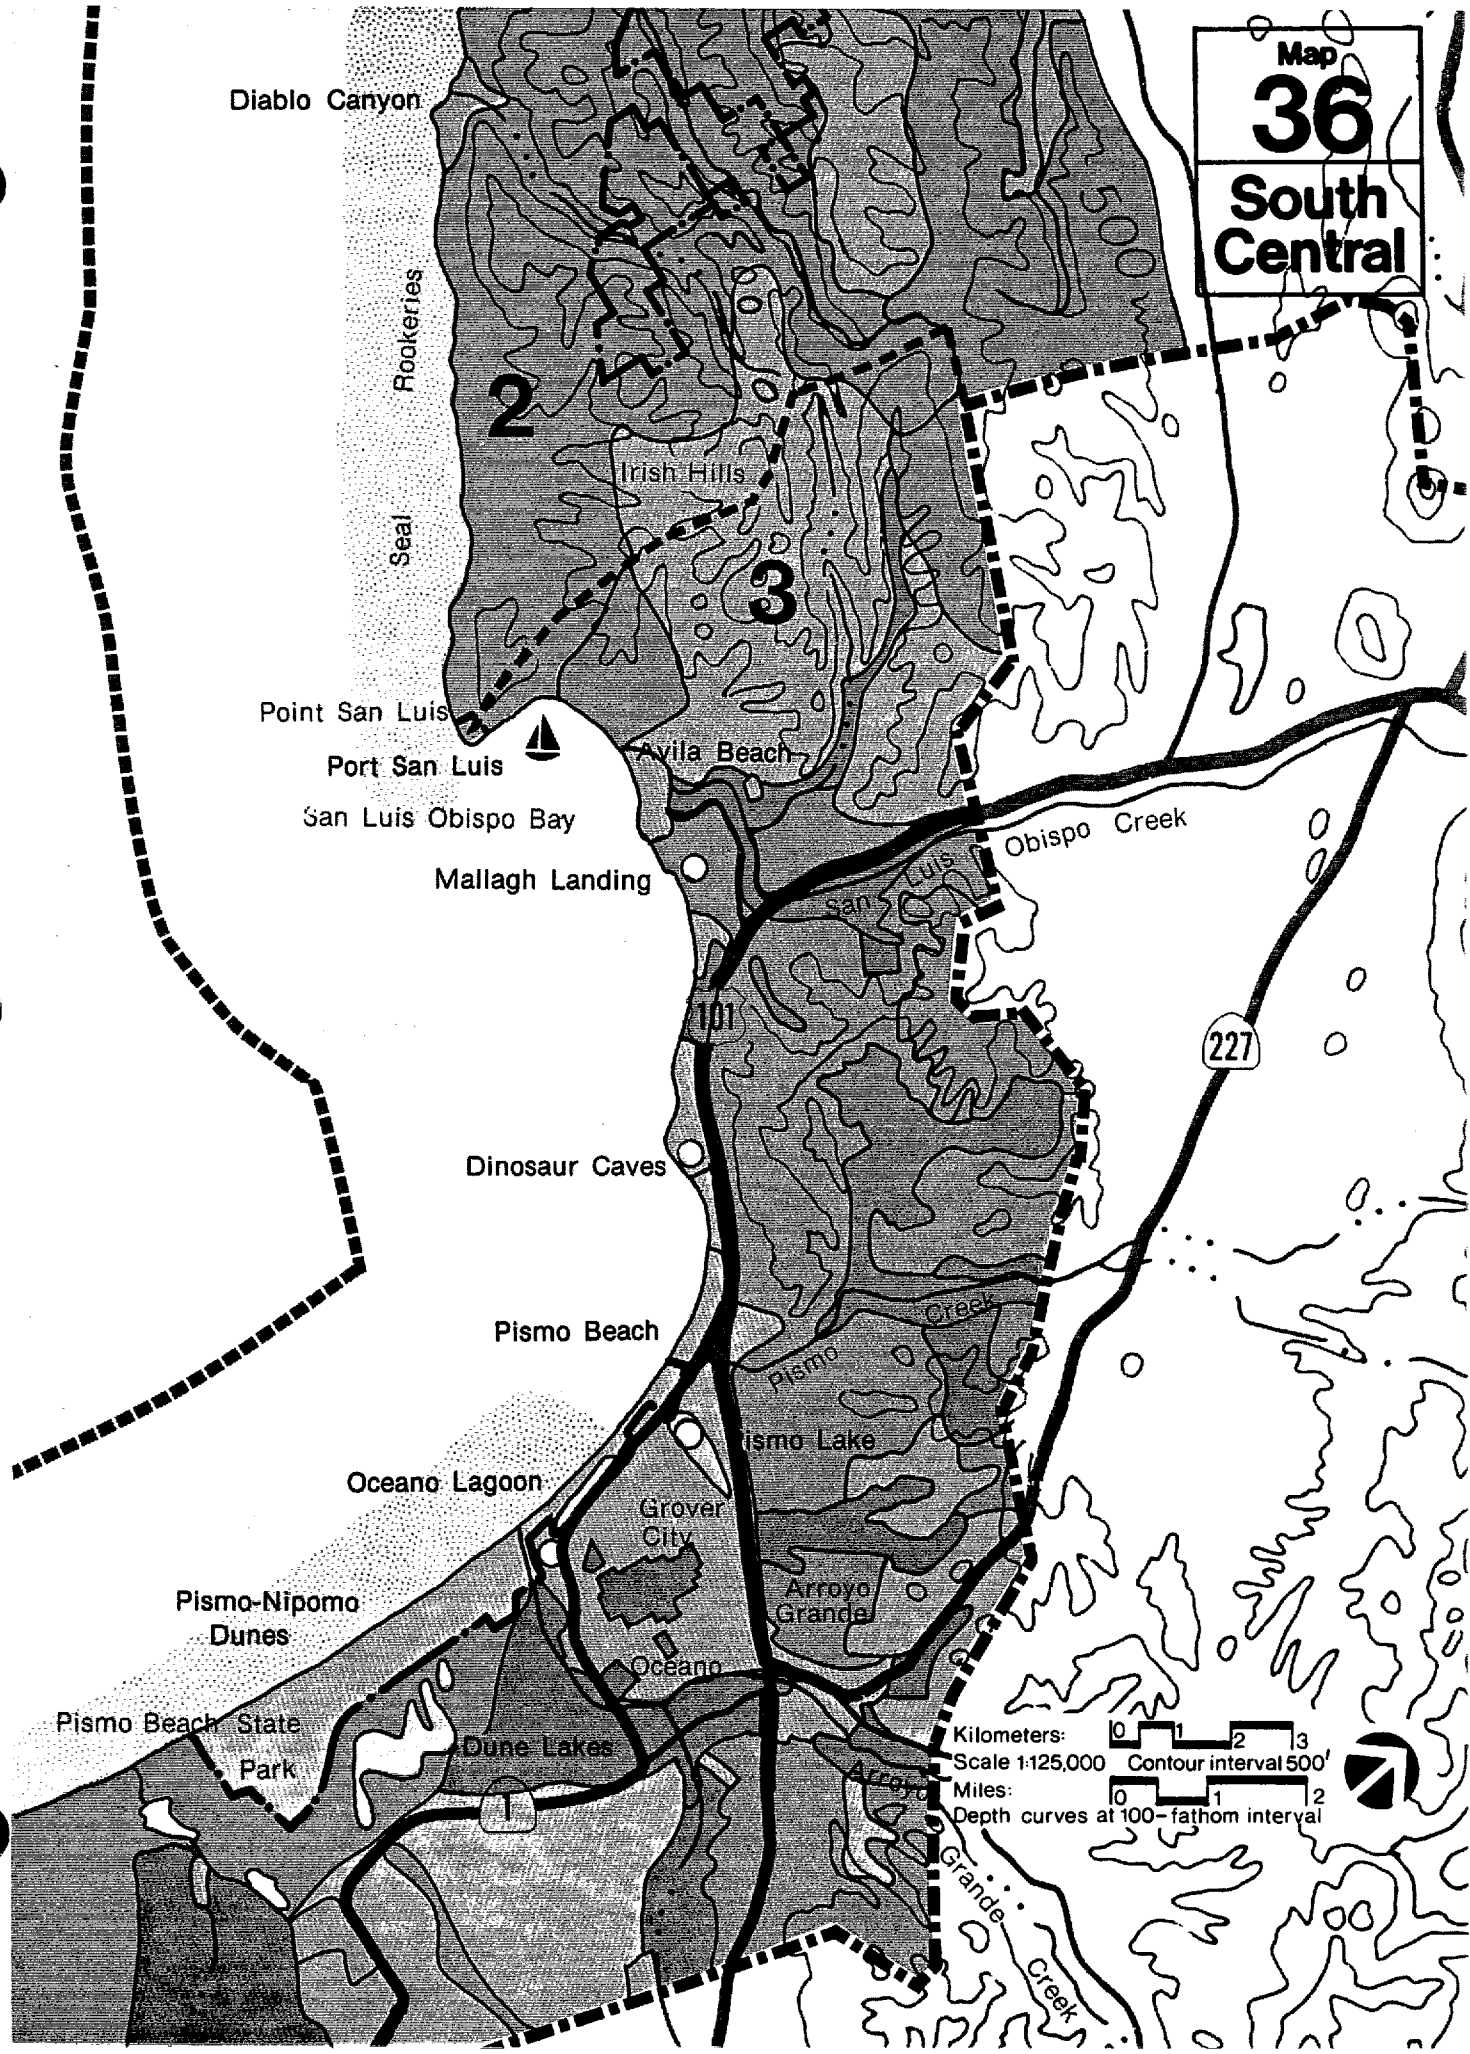 Map
36
South
Central
Diablo Canyon
500
Seal Rookeries
2
Irish Hills
3
Point San Luis
Port San Luis
Avila Beach
San Luis Obispo Bay
San Luis Obispo Creek
Mallagh Landing
101
227
Dinosaur Caves
Pismo Beach
Pismo Creek
ismo Lake
Oceano Lagoon
Grover
City
Pismo-Nipomo
Dunes
Arroyo
Grande
Oceano
Pismo Beach State
Park
Dune Lakes
1
Arroyo Grande Creek
Kilometers: 0 1 2 3
Scale 1:125,000 Contour interval 500'
Miles: 0 1 2
Depth curves at 100-fathom interval